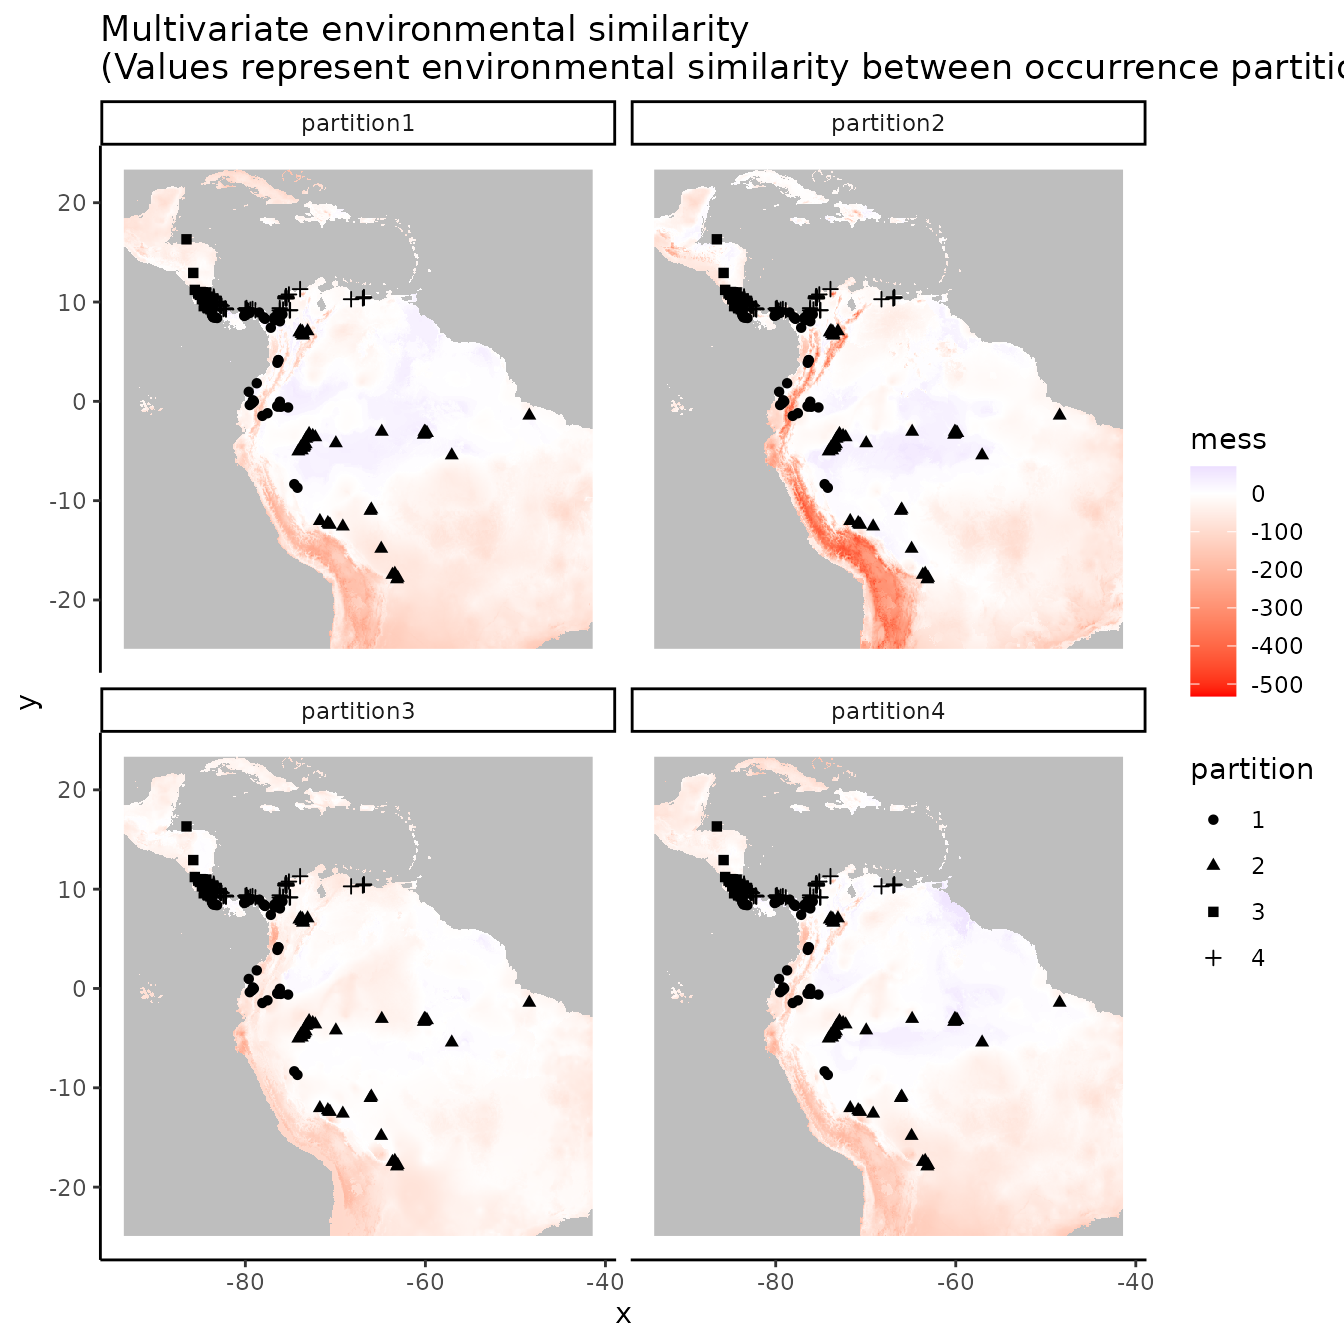 Multivariate environmental similarity
(Values represent environmental similarity between occurrence
partition1
partition2
20
10
0
-10
-20
partition3
partition4
20
10
0
-10
-20
-80
-60
-40
-80
-60
-40
x
y
mess
0
-100
-200
-300
-400
-500
partition
1
2
3
4